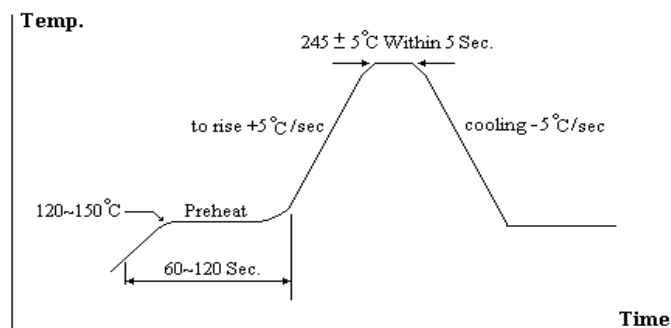 Temp.
245 ± 5°C Within 5 Sec.
to rise +5°C/sec
cooling -5°C/sec
120~150°C
Preheat
60~120 Sec.
Time